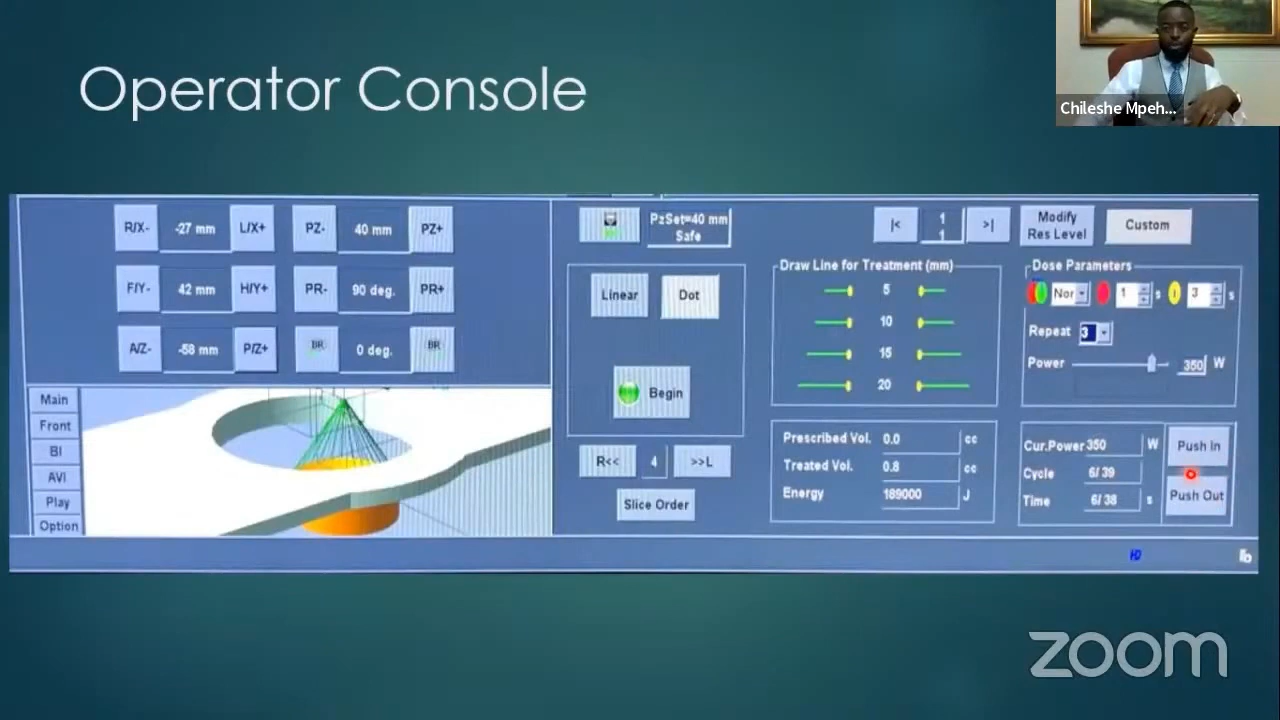 Operator Console
Chileshe Mpeh...
R/X-
-27 mm
L/X+
PZ-
40 mm
PZ+
F/Y-
42 mm
H/Y+
PR-
90 deg.
PR+
A/Z-
-58 mm
P/Z+
BR
0 deg.
BR
Main
Front
BI
AVI
Play
Option
PzSet=40 mm
Safe
Linear
Dot
Begin
R<<
4
>>L
Slice Order
|<
1
1
>|
Modify
Res Level
Custom
Draw Line for Treatment (mm)
5
10
15
20
Dose Parameters
Nor
1
s
3
s
Repeat
3
Power
350
W
Prescribed Vol.
0.0
cc
Treated Vol.
0.8
cc
Energy
189000
J
Cur.Power
350
W
Cycle
6/ 39
Time
6/ 38
s
Push In
Push Out
zoom